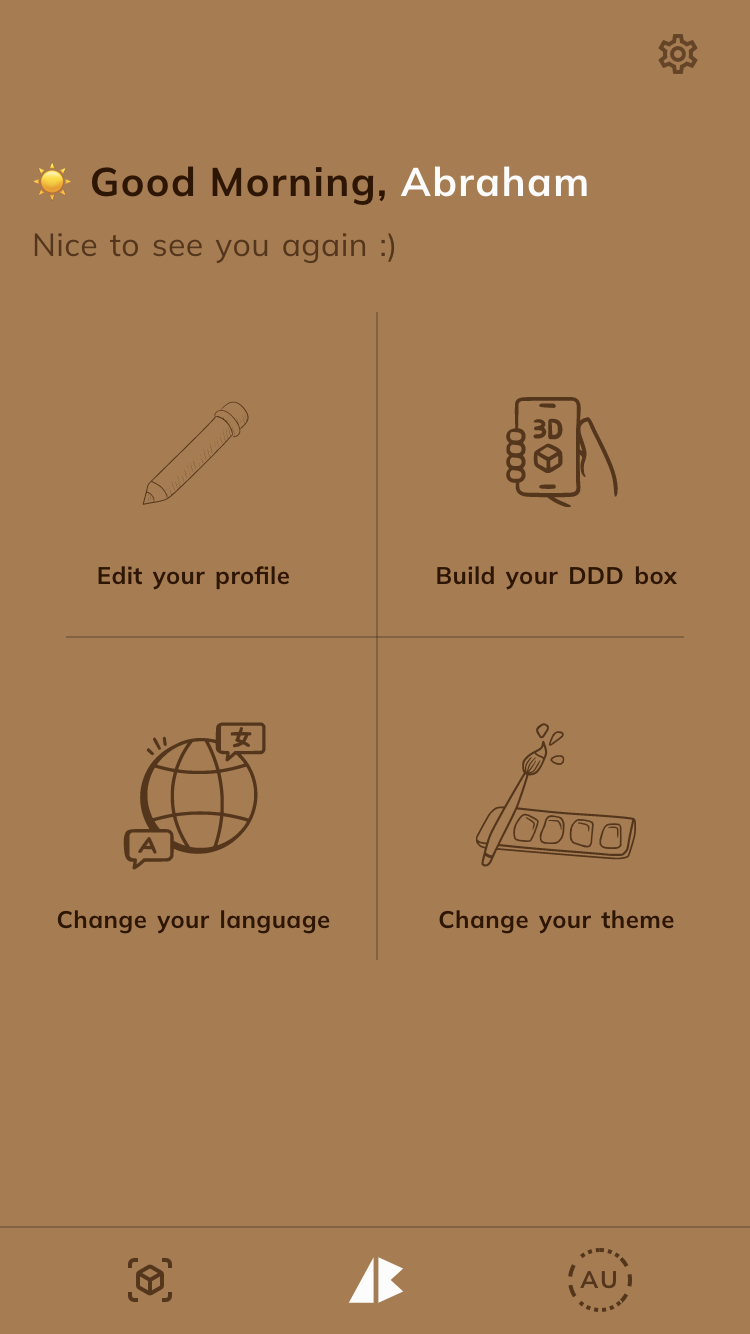 Good Morning, Abraham
Nice to see you again :)
3D
Edit your profile
Build your DDD box
女
A
Change your language
Change your theme
AU